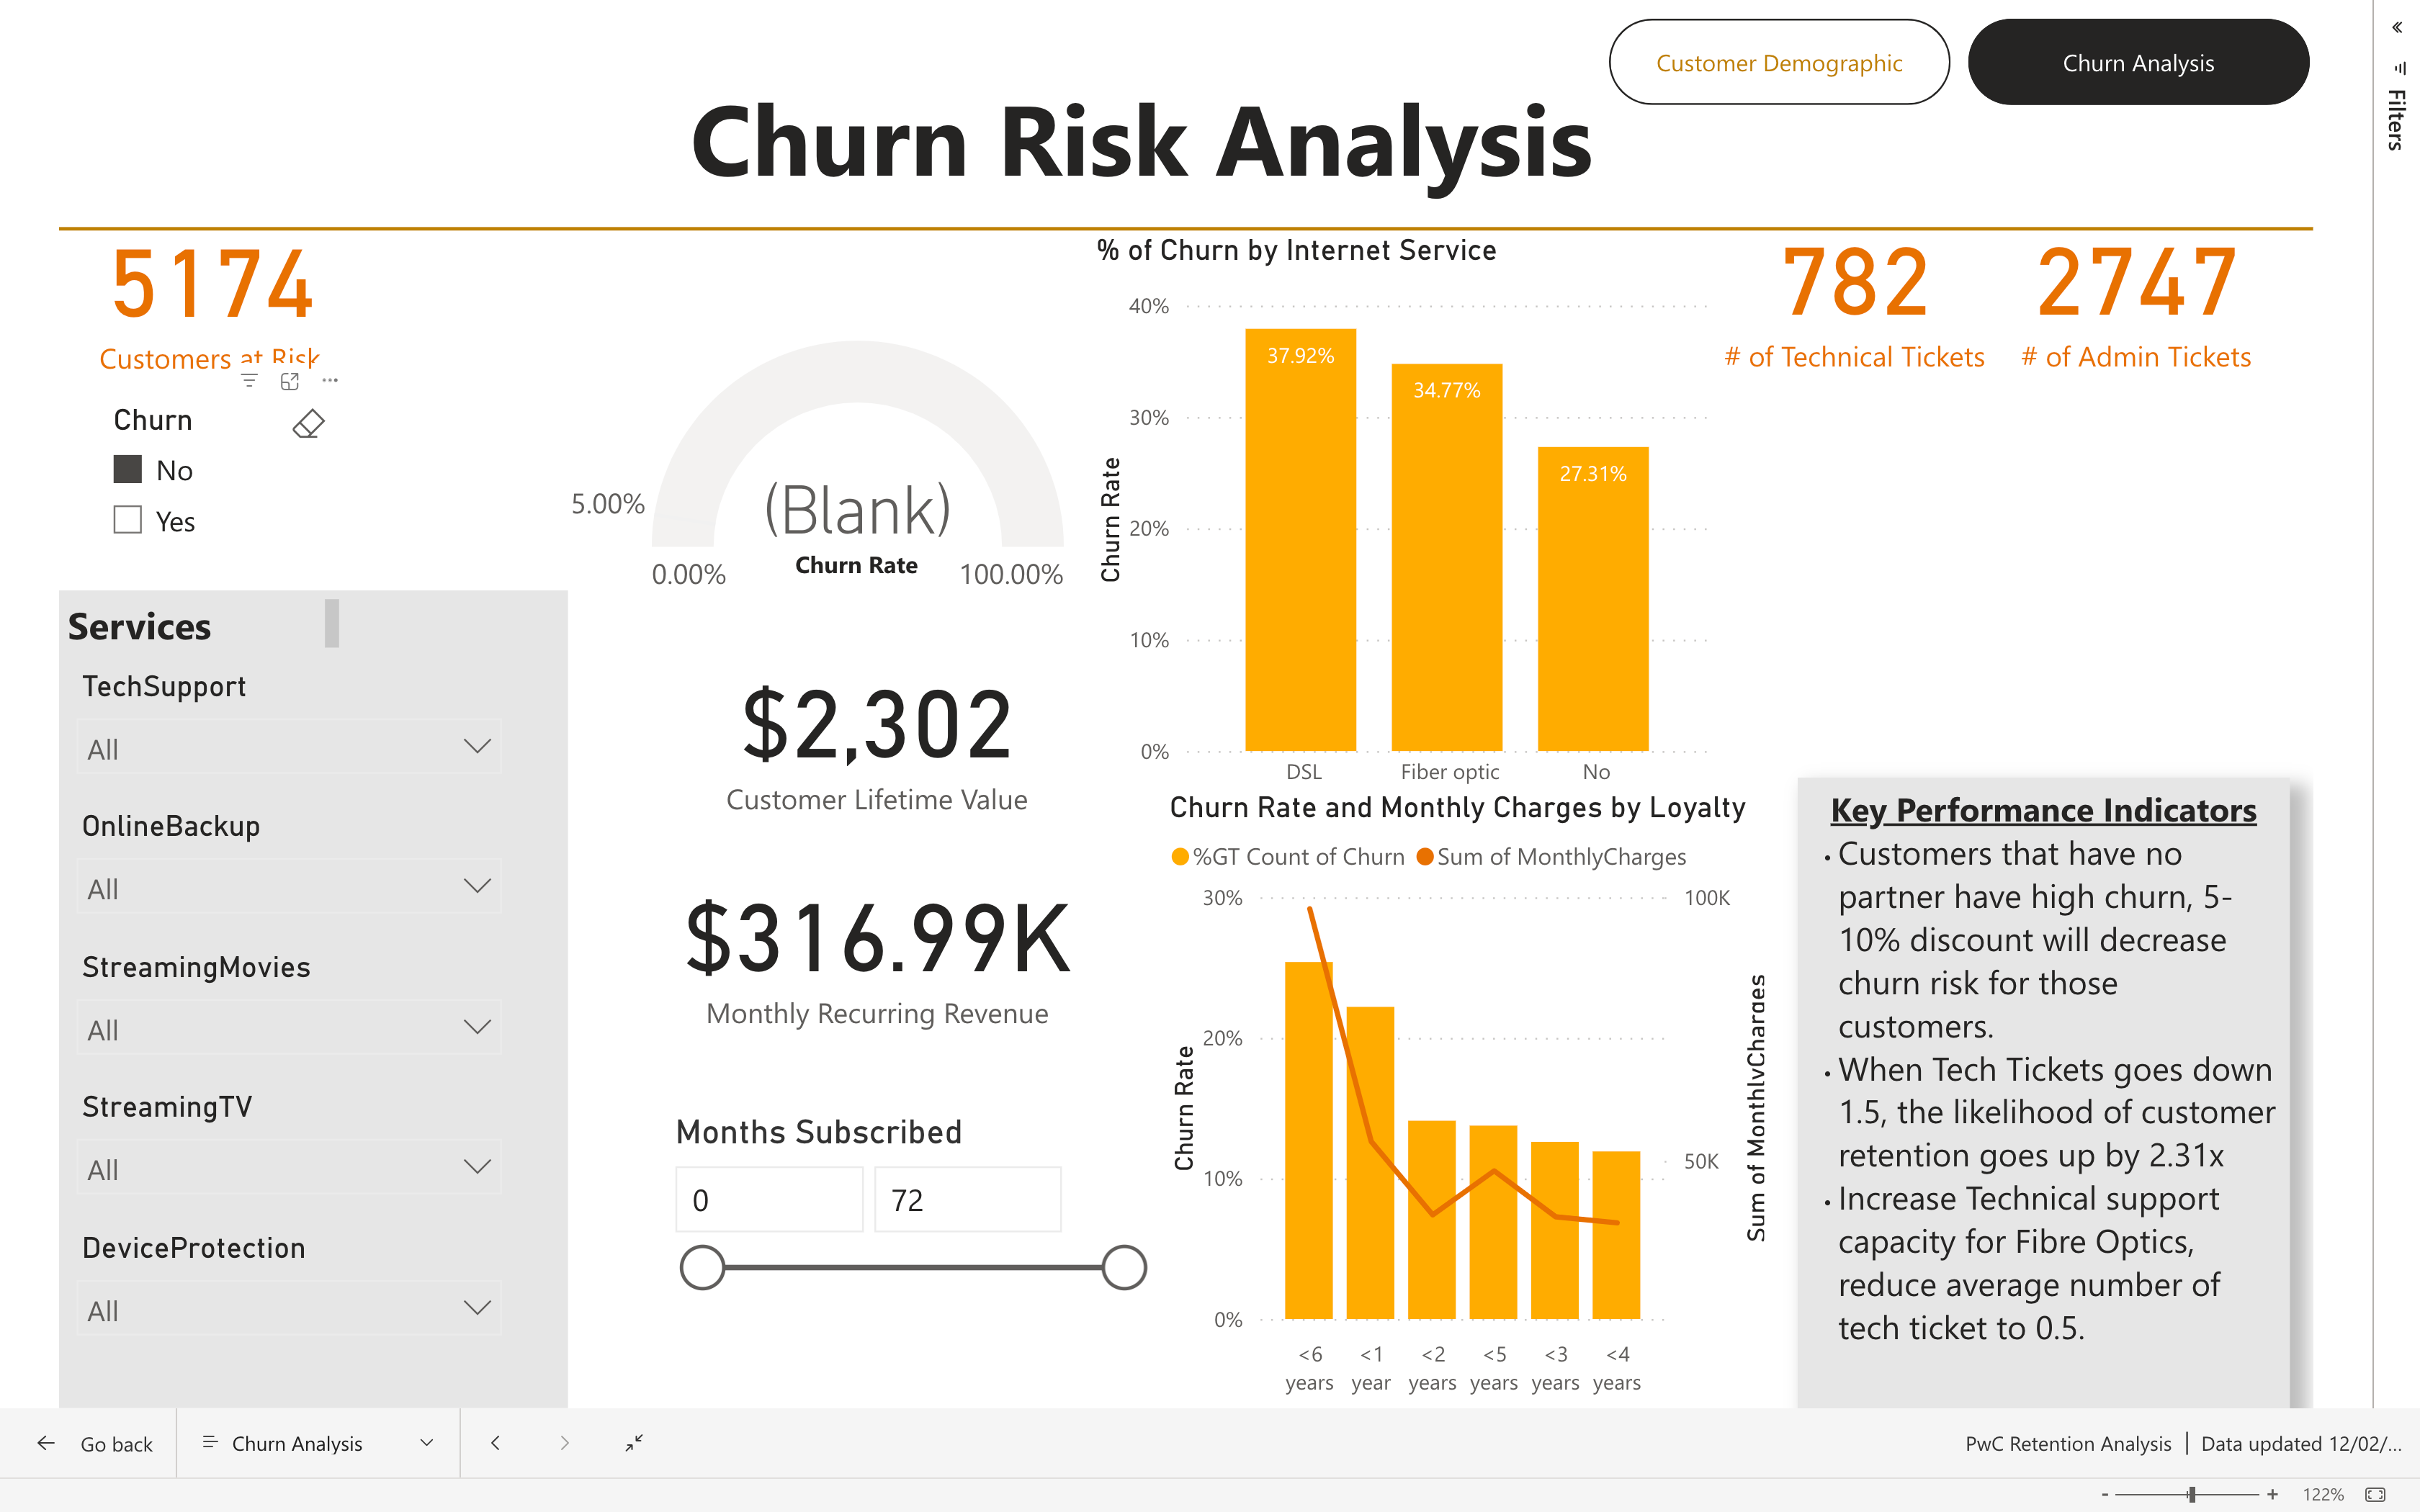 Customer Demographic
Churn Analysis
Filters
Churn Risk Analysis
5174
Customers at Risk
Churn
No
Yes
Services
TechSupport
All
OnlineBackup
All
StreamingMovies
All
StreamingTV
All
DeviceProtection
All
5.00%
(Blank)
Churn Rate
0.00%
100.00%
$2,302
Customer Lifetime Value
$316.99K
Monthly Recurring Revenue
Months Subscribed
0
72
% of Churn by Internet Service
Churn Rate
40%
30%
20%
10%
0%
37.92%
34.77%
27.31%
DSL
Fiber optic
No
Churn Rate and Monthly Charges by Loyalty
%GT Count of Churn
Sum of MonthlyCharges
Churn Rate
30%
20%
10%
0%
100K
50K
Sum of MonthlyCharges
<6 years
<1 year
<2 years
<5 years
<3 years
<4 years
782
# of Technical Tickets
2747
# of Admin Tickets
Key Performance Indicators
• Customers that have no
partner have high churn, 5-
10% discount will decrease
churn risk for those
customers.
• When Tech Tickets goes down
1.5, the likelihood of customer
retention goes up by 2.31x
• Increase Technical support
capacity for Fibre Optics,
reduce average number of
tech ticket to 0.5.
Go back
Churn Analysis
PwC Retention Analysis | Data updated 12/02/...
- + 122%